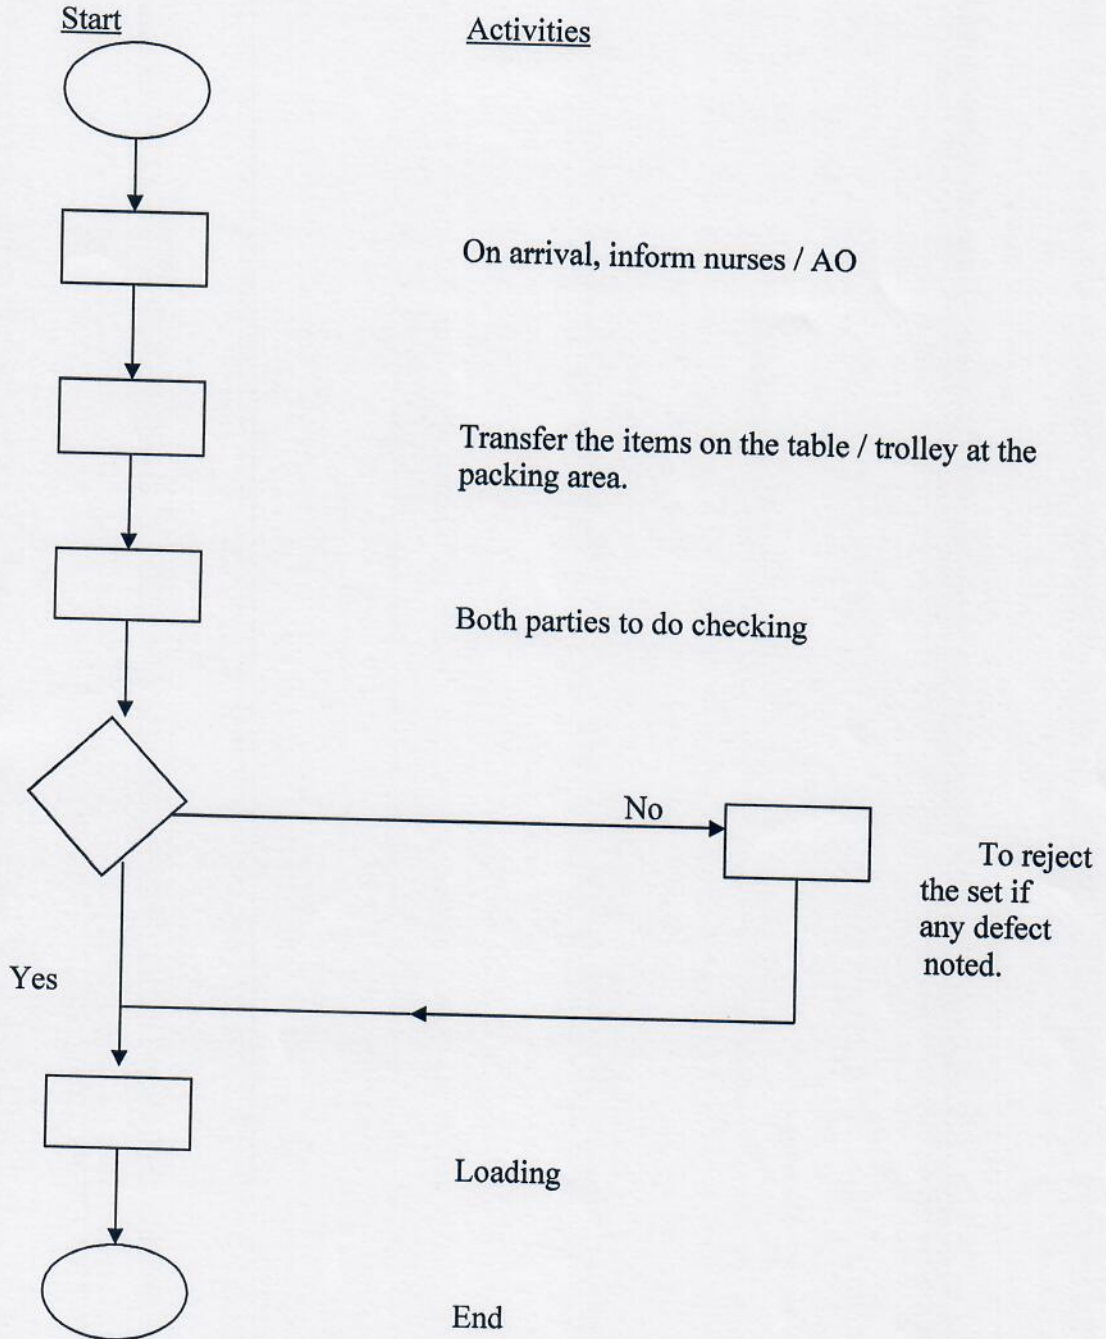 Start
Activities
On arrival, inform nurses / AO
Transfer the items on the table / trolley at the
packing area.
Both parties to do checking
No
To reject
the set if
any defect
noted.
Yes
Loading
End